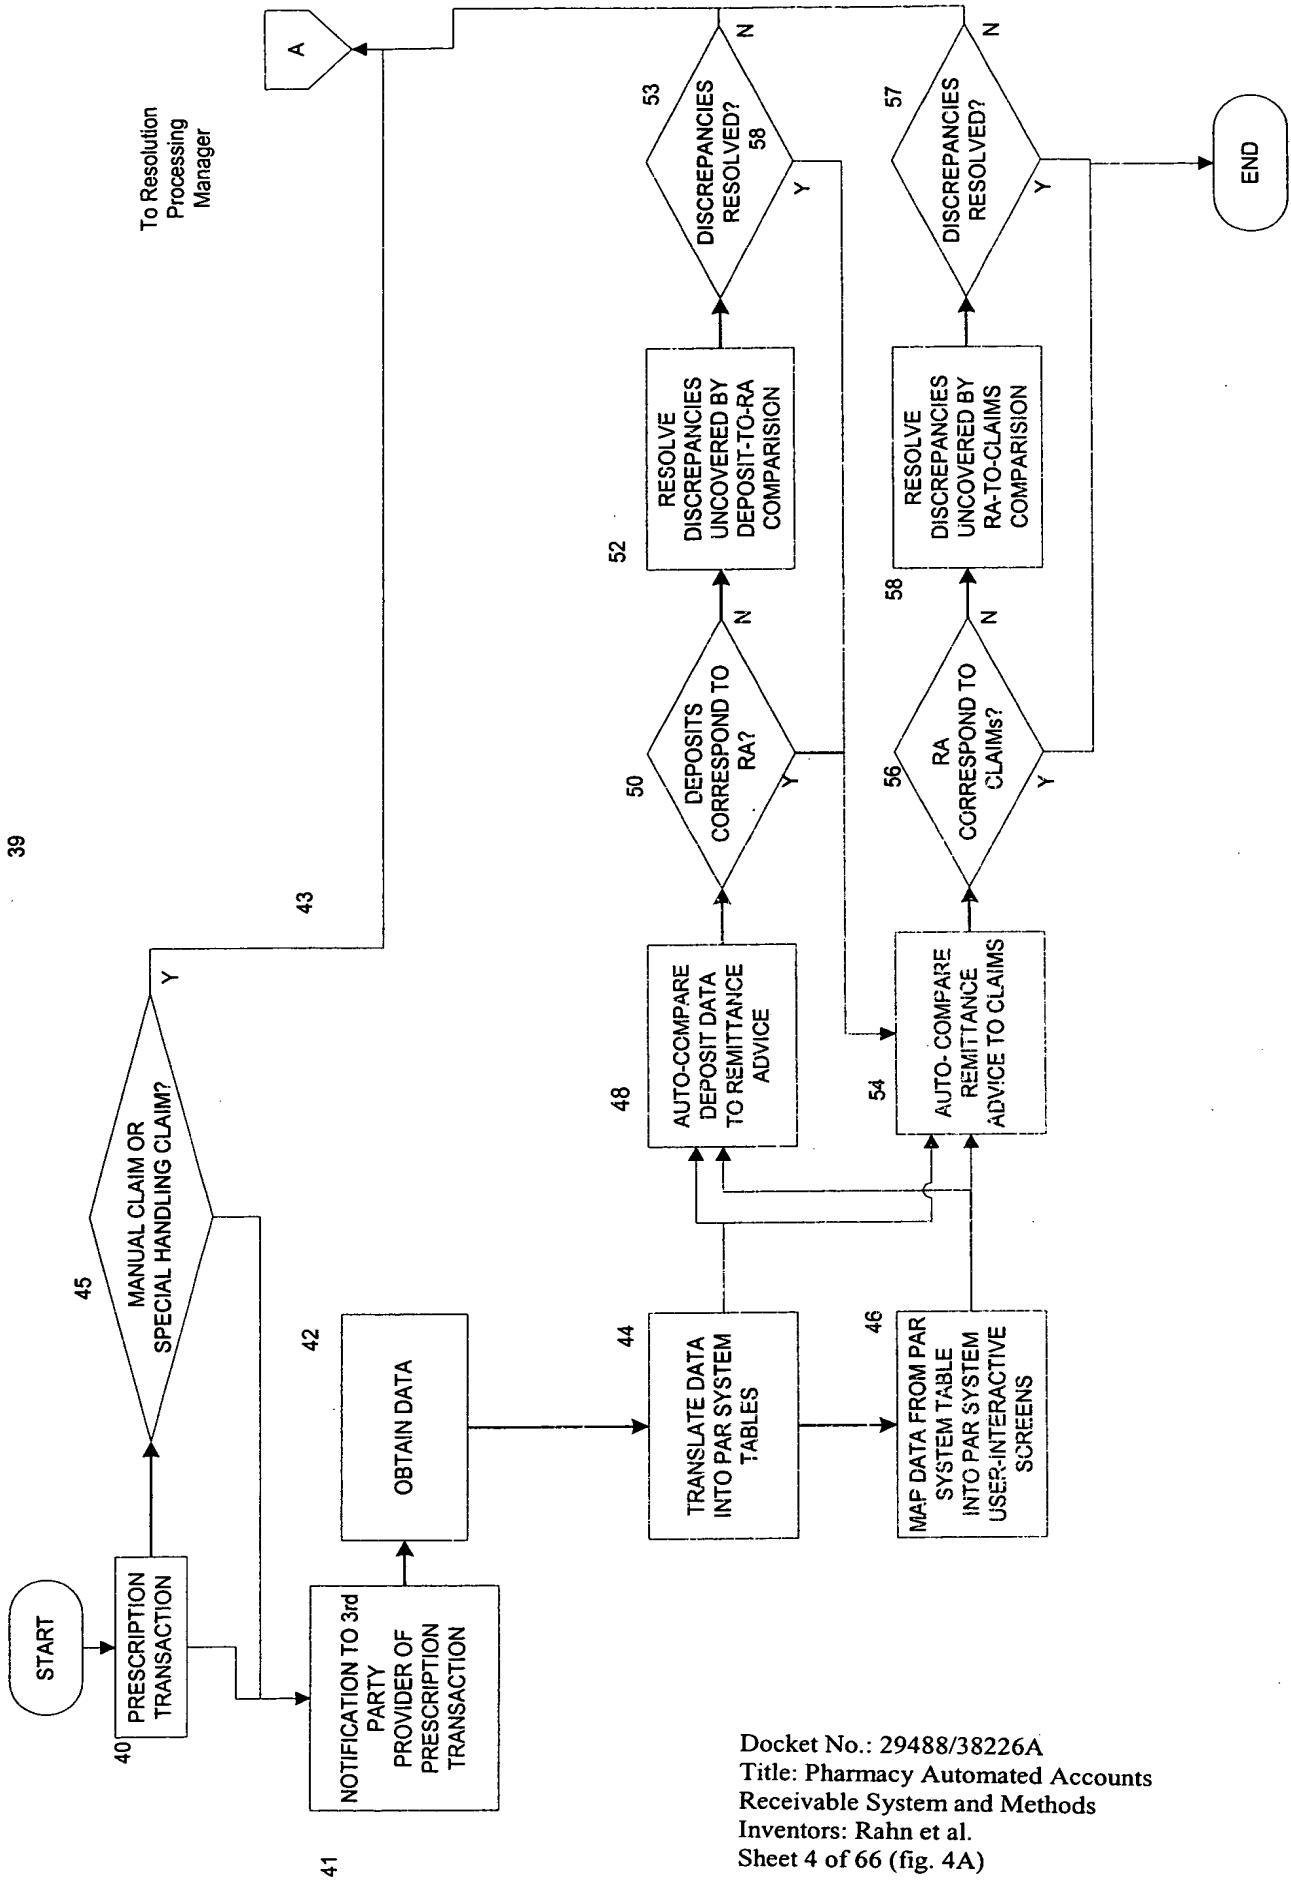 39
START
40
PRESCRIPTION
TRANSACTION
45
MANUAL CLAIM OR
SPECIAL HANDLING CLAIM?
Y
43
To Resolution
Processing
Manager
A
41
NOTIFICATION TO 3rd
PARTY
PROVIDER OF
PRESCRIPTION
TRANSACTION
42
OBTAIN DATA
44
TRANSLATE DATA
INTO PAR SYSTEM
TABLES
46
MAP DATA FROM PAR
SYSTEM TABLE
INTO PAR SYSTEM
USER-INTERACTIVE
SCREENS
48
AUTO-COMPARE
DEPOSIT DATA
TO REMITTANCE
ADVICE
50
DEPOSITS
CORRESPOND TO
RA?
N
Y
52
RESOLVE
DISCREPANCIES
UNCOVERED BY
DEPOSIT-TO-RA
COMPARISION
53
DISCREPANCIES
RESOLVED?
58
N
Y
54
AUTO- COMPARE
REMITTANCE
ADVICE TO CLAIMS
56
RA
CORRESPOND TO
CLAIMs?
N
Y
58
RESOLVE
DISCREPANCIES
UNCOVERED BY
RA-TO-CLAIMS
COMPARISION
57
DISCREPANCIES
RESOLVED?
N
Y
END
Docket No.: 29488/38226A
Title: Pharmacy Automated Accounts
Receivable System and Methods
Inventors: Rahn et al.
Sheet 4 of 66 (fig. 4A)